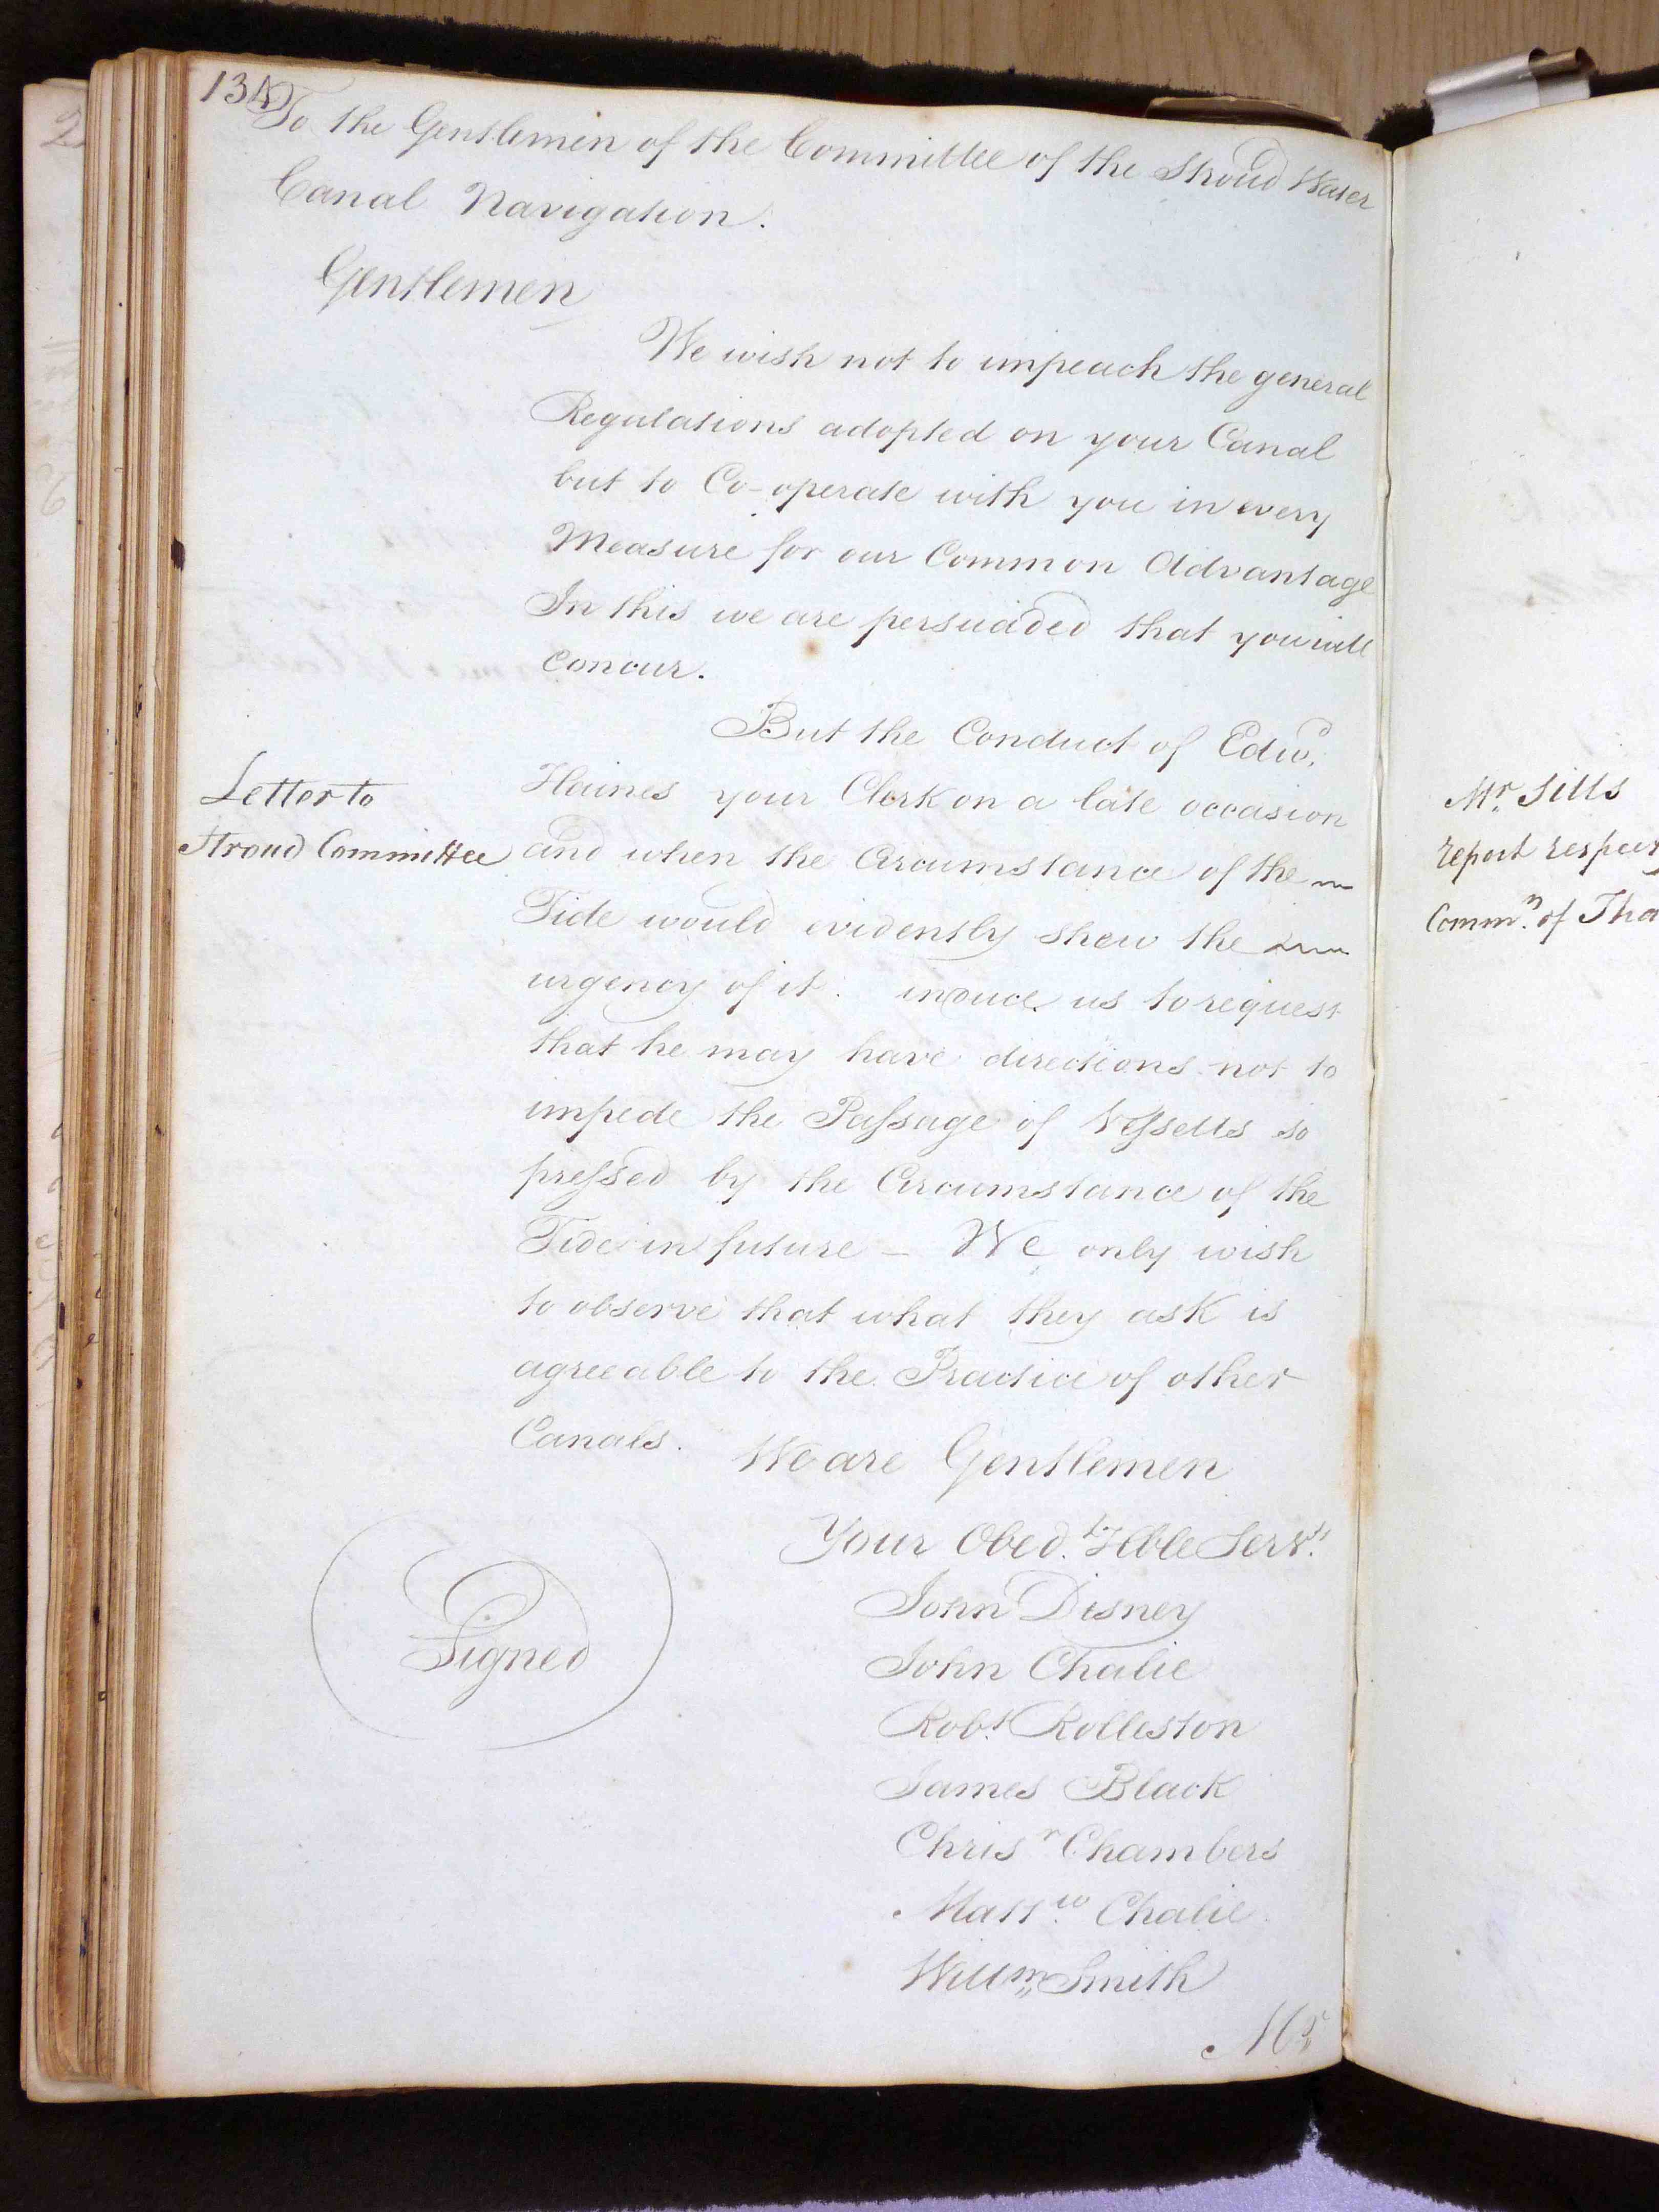 134
To the Gentlemen of the Committee of the Stroud Water
Canal Navigation.
Gentlemen
We wish not to impeach the general
Regulations adopted on your Canal
but to Co-operate with you in every
Measure for our Common Advantage
In this we are persuaded that you will
concur.
But the Conduct of Edwd.
Haines your Clerk on a late occasion
and when the Circumstance of the
Tide would evidently shew the
urgency of it: induce us to request
that he may have directions not to
impede the Passage of Vessells so
pressed by the Circumstance of the
Tide in future – We only wish
to observe that what they ask is
agreeable to the Practice of other
Canals.
We are Gentlemen
Your Obedt. Hble Servts.
John Disney
John Chalie
Robt. Rolleston
James Black
Chrisr Chambers
Mattw. Chalie
Willm. Smith
Mr
Letter to
Stroud Committee
Signed
Mr. Sills
report respect
Commn. of Tha